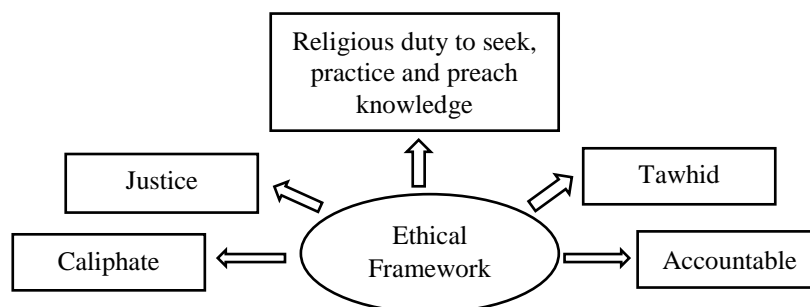 Religious duty to seek,
practice and preach
knowledge
Justice
Tawhid
Ethical
Framework
Caliphate
Accountable